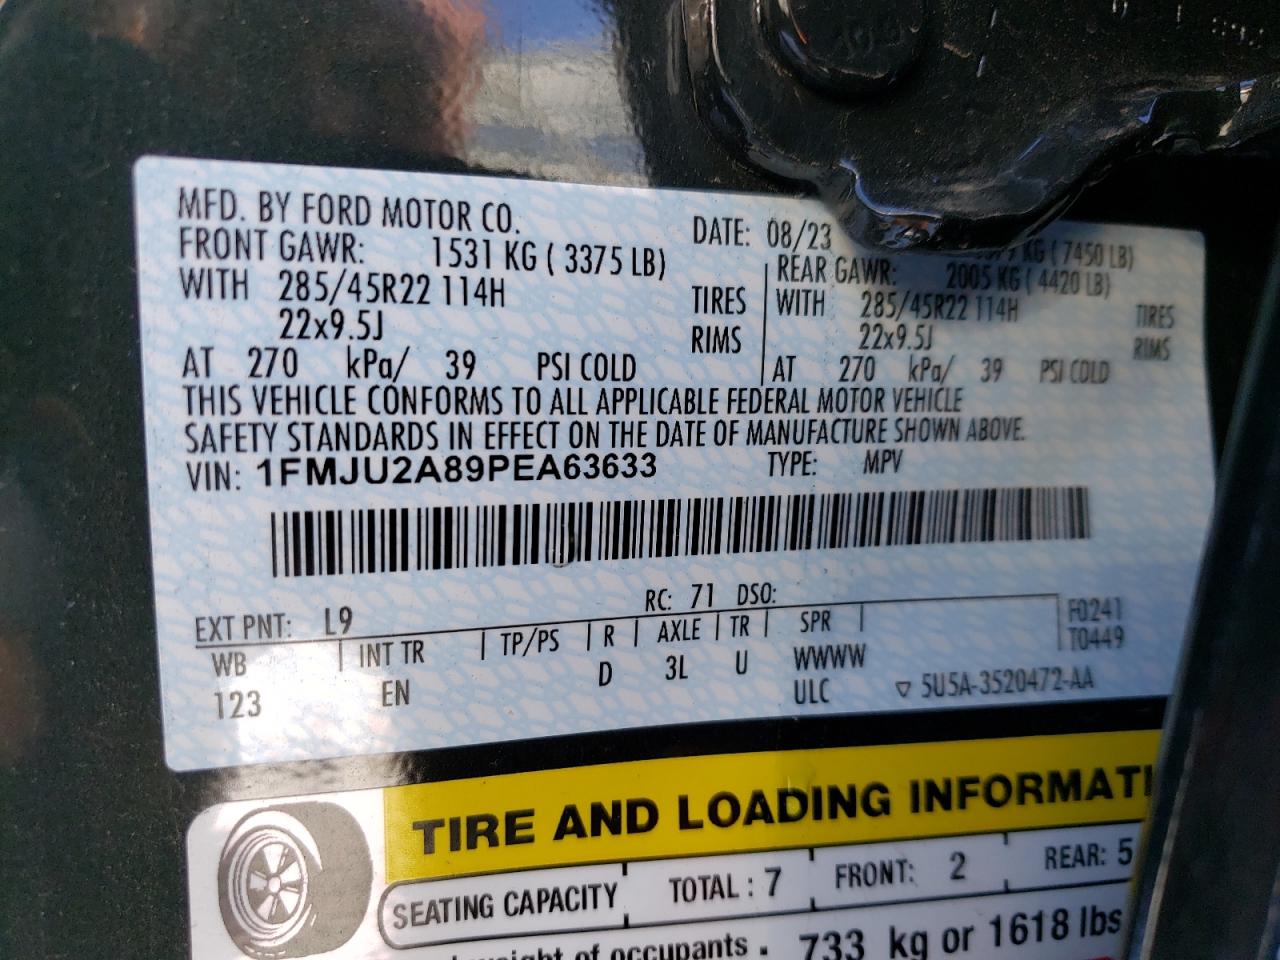 MFD. BY FORD MOTOR CO.
DATE: 08/23
KG ( 7450 LB)
FRONT GAWR: 1531 KG ( 3375 LB)
REAR GAWR: 2005 KG ( 4420 LB)
WITH 285/45R22 114H TIRES
WITH 285/45R22 114H TIRES
22x9.5J RIMS
22x9.5J RIMS
AT 270 kPa/ 39 PSI COLD
AT 270 kPa/ 39 PSI COLD
THIS VEHICLE CONFORMS TO ALL APPLICABLE FEDERAL MOTOR VEHICLE
SAFETY STANDARDS IN EFFECT ON THE DATE OF MANUFACTURE SHOWN ABOVE.
VIN: 1FMJU2A89PEA63633 TYPE: MPV
EXT PNT: L9 RC: 71 DSO:
WB INT TR TP/PS R AXLE TR SPR F0241
123 EN D 3L U WWWW T0449
ULC ▽ 5U5A-3520472-AA
TIRE AND LOADING INFORMATI
SEATING CAPACITY TOTAL : 7 FRONT: 2 REAR: 5
weight of occupants . 733 kg or 1618 lbs